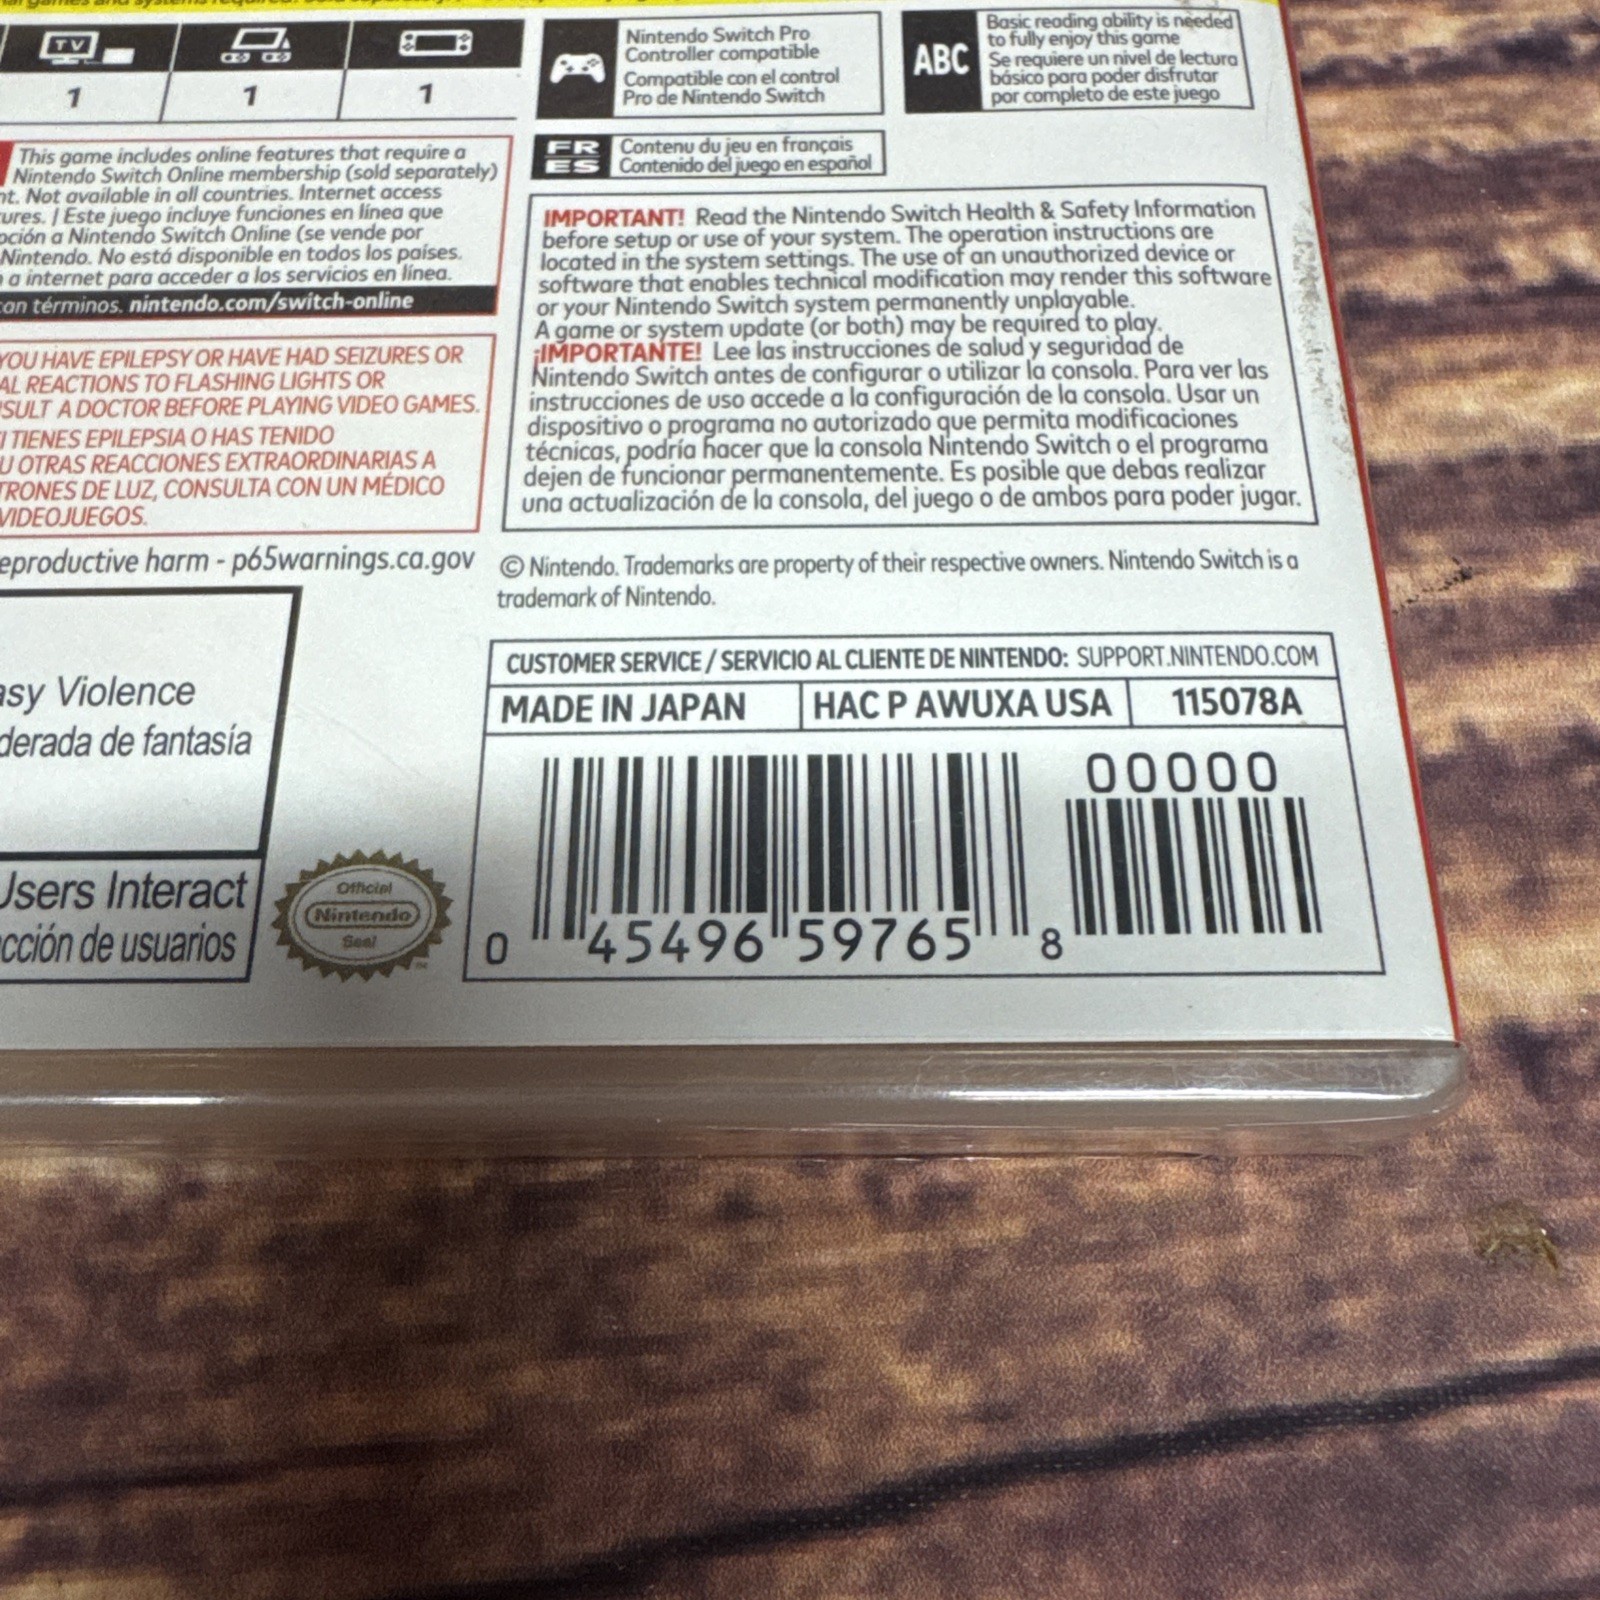 nal games and systems required. Sold separately.
TV
1
1
1
Nintendo Switch Pro
Controller compatible
Compatible con el control
Pro de Nintendo Switch
ABC
Basic reading ability is needed
to fully enjoy this game
Se requiere un nivel de lectura
básico para poder disfrutar
por completo de este juego
FR
ES
Contenu du jeu en français
Contenido del juego en español
This game includes online features that require a
Nintendo Switch Online membership (sold separately)
nt. Not available in all countries. Internet access
ures. | Este juego incluye funciones en línea que
pción a Nintendo Switch Online (se vende por
Nintendo. No está disponible en todos los países.
a internet para acceder a los servicios en línea.
an términos. nintendo.com/switch-online
YOU HAVE EPILEPSY OR HAVE HAD SEIZURES OR
AL REACTIONS TO FLASHING LIGHTS OR
SULT A DOCTOR BEFORE PLAYING VIDEO GAMES.
I TIENES EPILEPSIA O HAS TENIDO
U OTRAS REACCIONES EXTRAORDINARIAS A
TRONES DE LUZ, CONSULTA CON UN MÉDICO
VIDEOJUEGOS.
eproductive harm - p65warnings.ca.gov
IMPORTANT! Read the Nintendo Switch Health & Safety Information
before setup or use of your system. The operation instructions are
located in the system settings. The use of an unauthorized device or
software that enables technical modification may render this software
or your Nintendo Switch system permanently unplayable.
A game or system update (or both) may be required to play.
¡IMPORTANTE! Lee las instrucciones de salud y seguridad de
Nintendo Switch antes de configurar o utilizar la consola. Para ver las
instrucciones de uso accede a la configuración de la consola. Usar un
dispositivo o programa no autorizado que permita modificaciones
técnicas, podría hacer que la consola Nintendo Switch o el programa
dejen de funcionar permanentemente. Es posible que debas realizar
una actualización de la consola, del juego o de ambos para poder jugar.
© Nintendo. Trademarks are property of their respective owners. Nintendo Switch is a
trademark of Nintendo.
asy Violence
derada de fantasía
Users Interact
cción de usuarios
Official
Nintendo
Seal
™
CUSTOMER SERVICE / SERVICIO AL CLIENTE DE NINTENDO: SUPPORT.NINTENDO.COM
MADE IN JAPAN HAC P AWUXA USA 115078A
00000
0 45496 59765 8